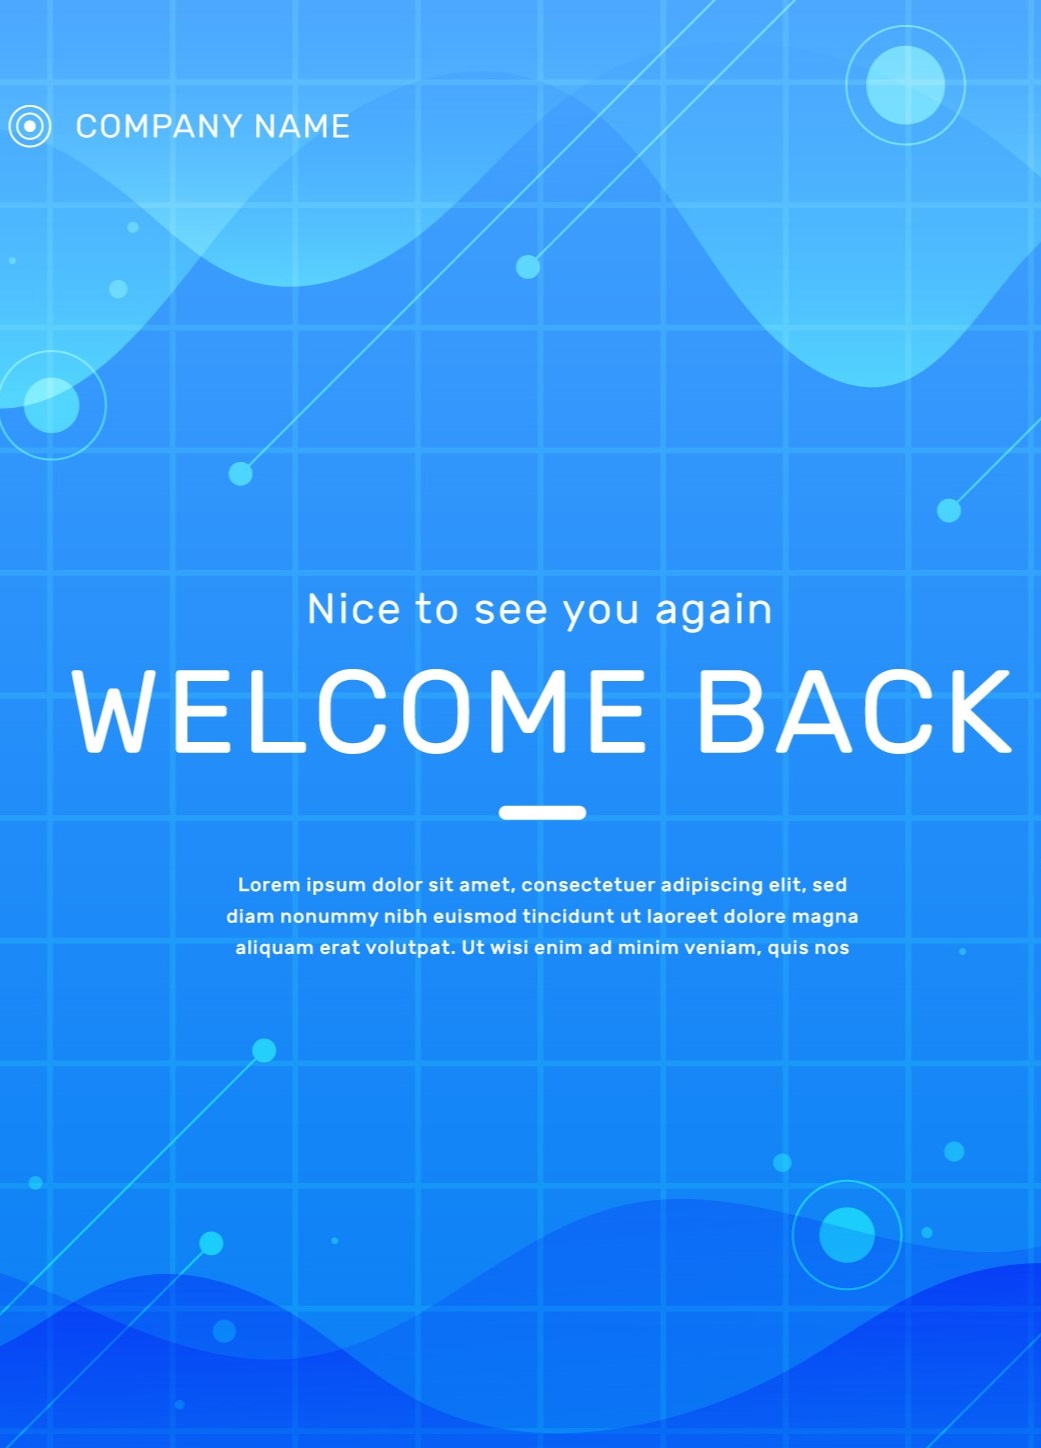 COMPANY NAME
Nice to see you again
WELCOME BACK
Lorem ipsum dolor sit amet, consectetuer adipiscing elit, sed
diam nonummy nibh euismod tincidunt ut laoreet dolore magna
aliquam erat volutpat. Ut wisi enim ad minim veniam, quis nos